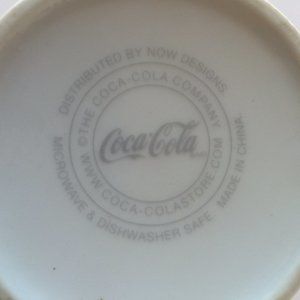 DISTRIBUTED BY NOW DESIGNS
MICROWAVE & DISHWASHER SAFE MADE IN CHINA
©THE COCA-COLA COMPANY
WWW.COCA-COLASTORE.COM
Coca-Cola